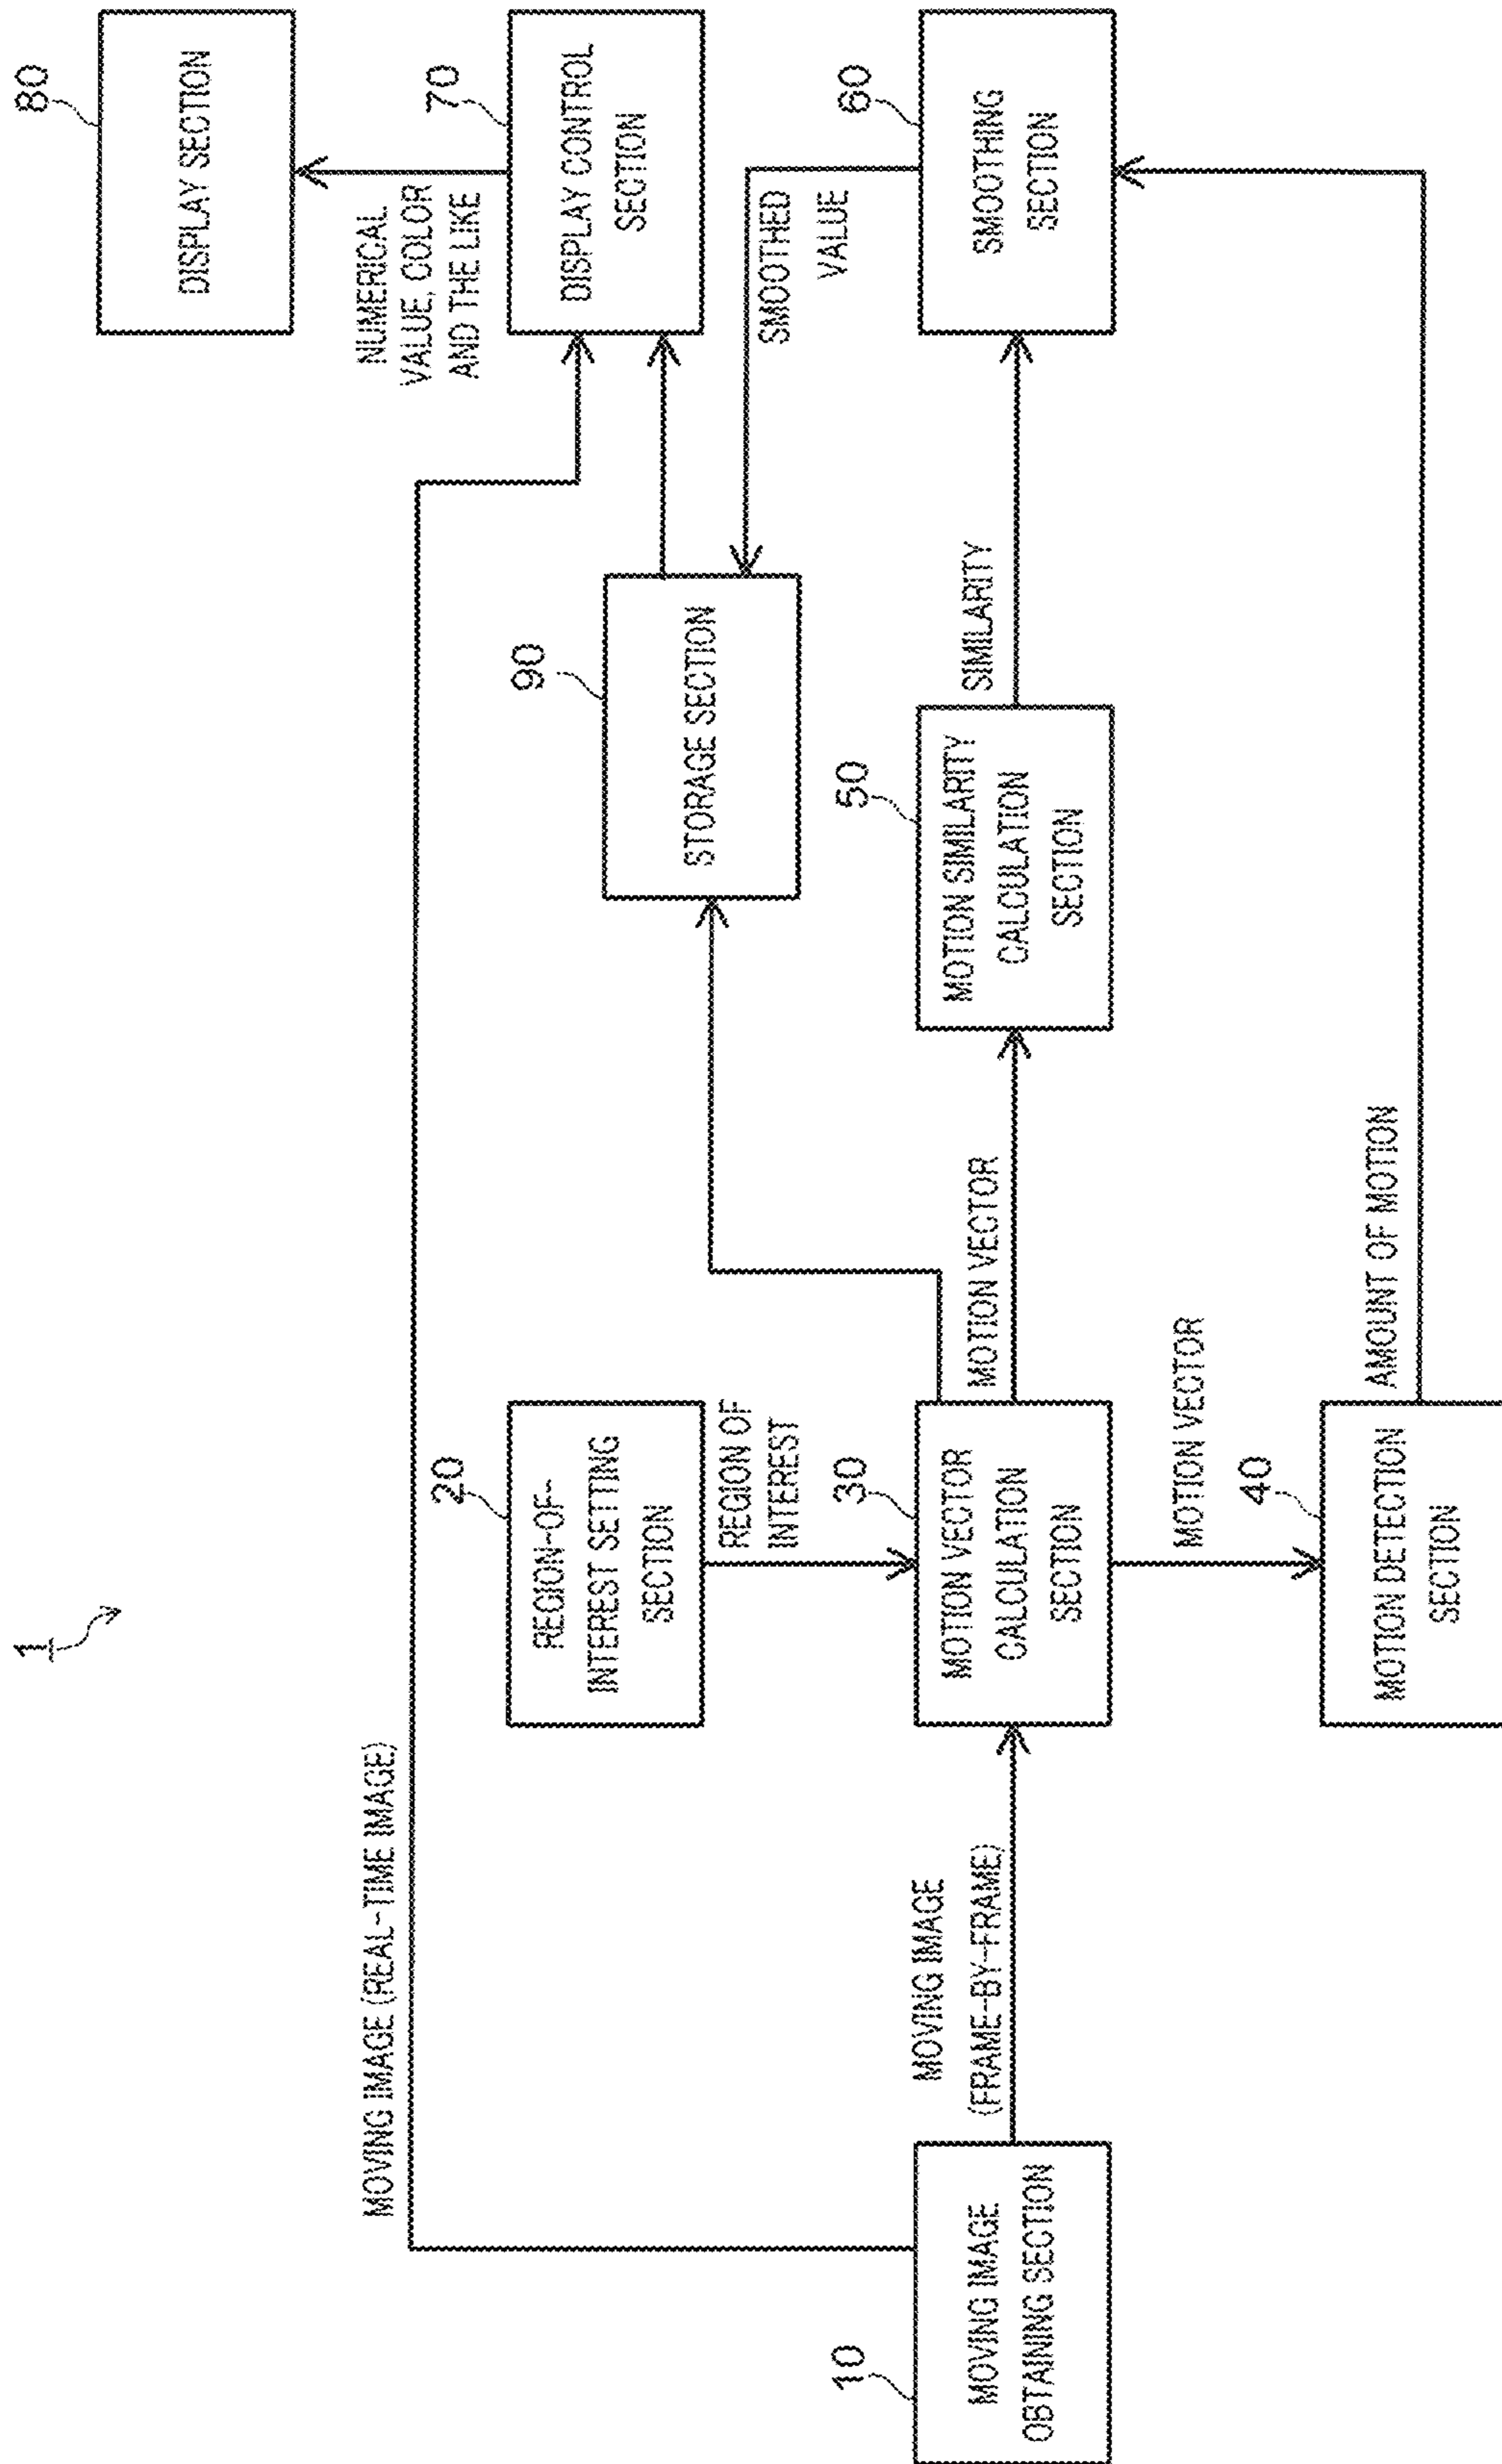 1
10
MOVING IMAGE
OBTAINING SECTION
MOVING IMAGE (REAL-TIME IMAGE)
MOVING IMAGE
(FRAME-BY-FRAME)
20
REGION-OF-
INTEREST SETTING
SECTION
REGION OF
INTEREST
30
MOTION VECTOR
CALCULATION
SECTION
MOTION VECTOR
MOTION VECTOR
40
MOTION DETECTION
SECTION
AMOUNT OF MOTION
50
MOTION SIMILARITY
CALCULATION
SECTION
SIMILARITY
90
STORAGE SECTION
SMOOTHED
VALUE
60
SMOOTHING
SECTION
70
DISPLAY CONTROL
SECTION
NUMERICAL
VALUE, COLOR
AND THE LIKE
80
DISPLAY SECTION